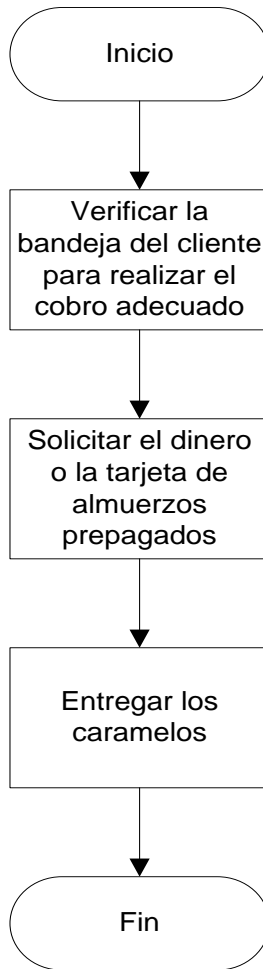 Inicio
Verificar la
bandeja del cliente
para realizar el
cobro adecuado
Solicitar el dinero
o la tarjeta de
almuerzos
prepagados
Entregar los
caramelos
Fin